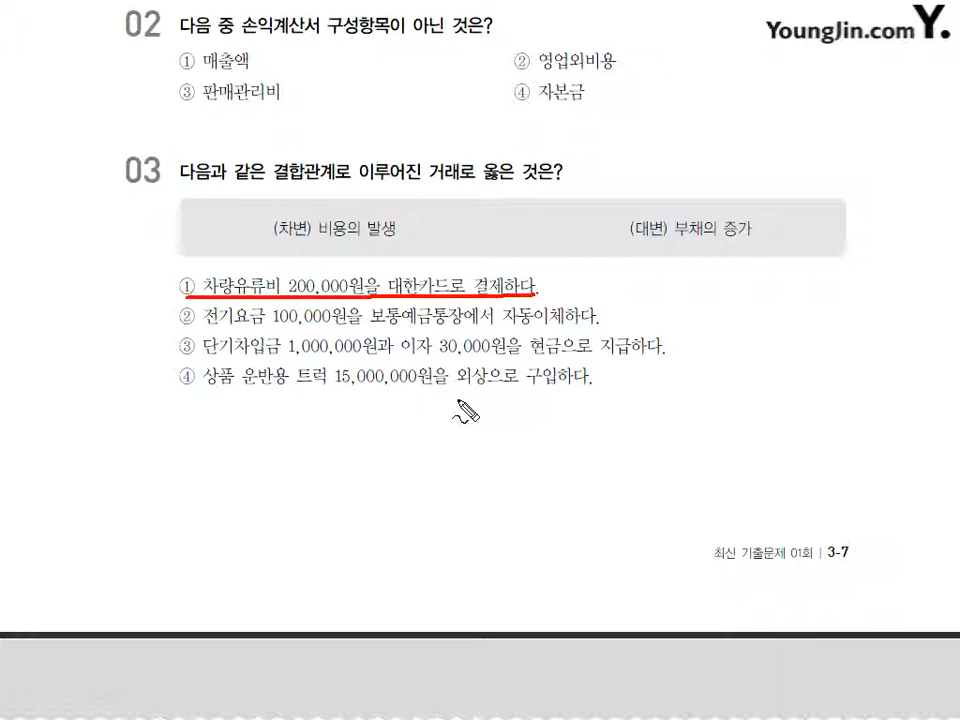 YoungJin.com Y.
02 다음 중 손익계산서 구성항목이 아닌 것은?
① 매출액 ② 영업외비용
③ 판매관리비 ④ 자본금
03 다음과 같은 결합관계로 이루어진 거래로 옳은 것은?
(차변) 비용의 발생 (대변) 부채의 증가
① 차량유류비 200,000원을 대한카드로 결제하다.
② 전기요금 100,000원을 보통예금통장에서 자동이체하다.
③ 단기차입금 1,000,000원과 이자 30,000원을 현금으로 지급하다.
④ 상품 운반용 트럭 15,000,000원을 외상으로 구입하다.
최신 기출문제 01회 | 3-7